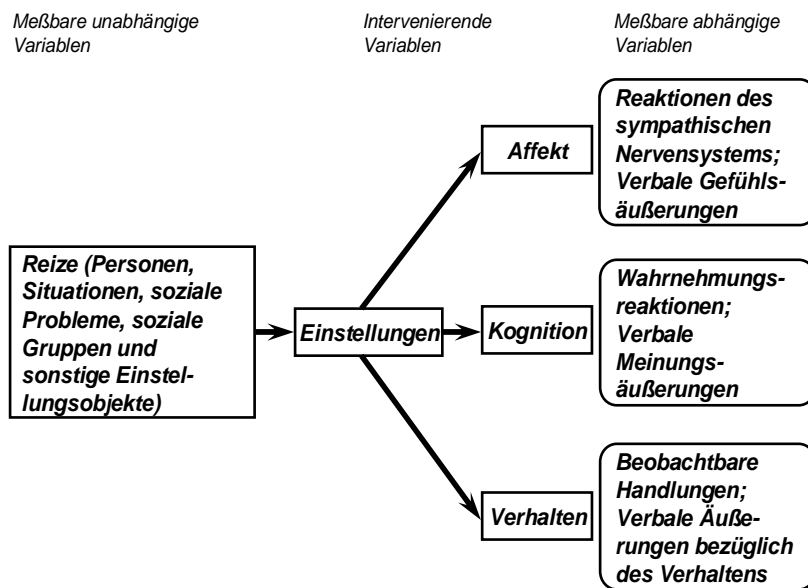 Meßbare unabhängige
Variablen
Intervenierende
Variablen
Meßbare abhängige
Variablen
Reize (Personen,
Situationen, soziale
Probleme, soziale
Gruppen und
sonstige Einstel-
lungsobjekte)
Einstellungen
Affekt
Reaktionen des
sympathischen
Nervensystems;
Verbale Gefühls-
äußerungen
Kognition
Wahrnehmungs-
reaktionen;
Verbale
Meinungs-
äußerungen
Verhalten
Beobachtbare
Handlungen;
Verbale Äuße-
rungen bezüglich
des Verhaltens